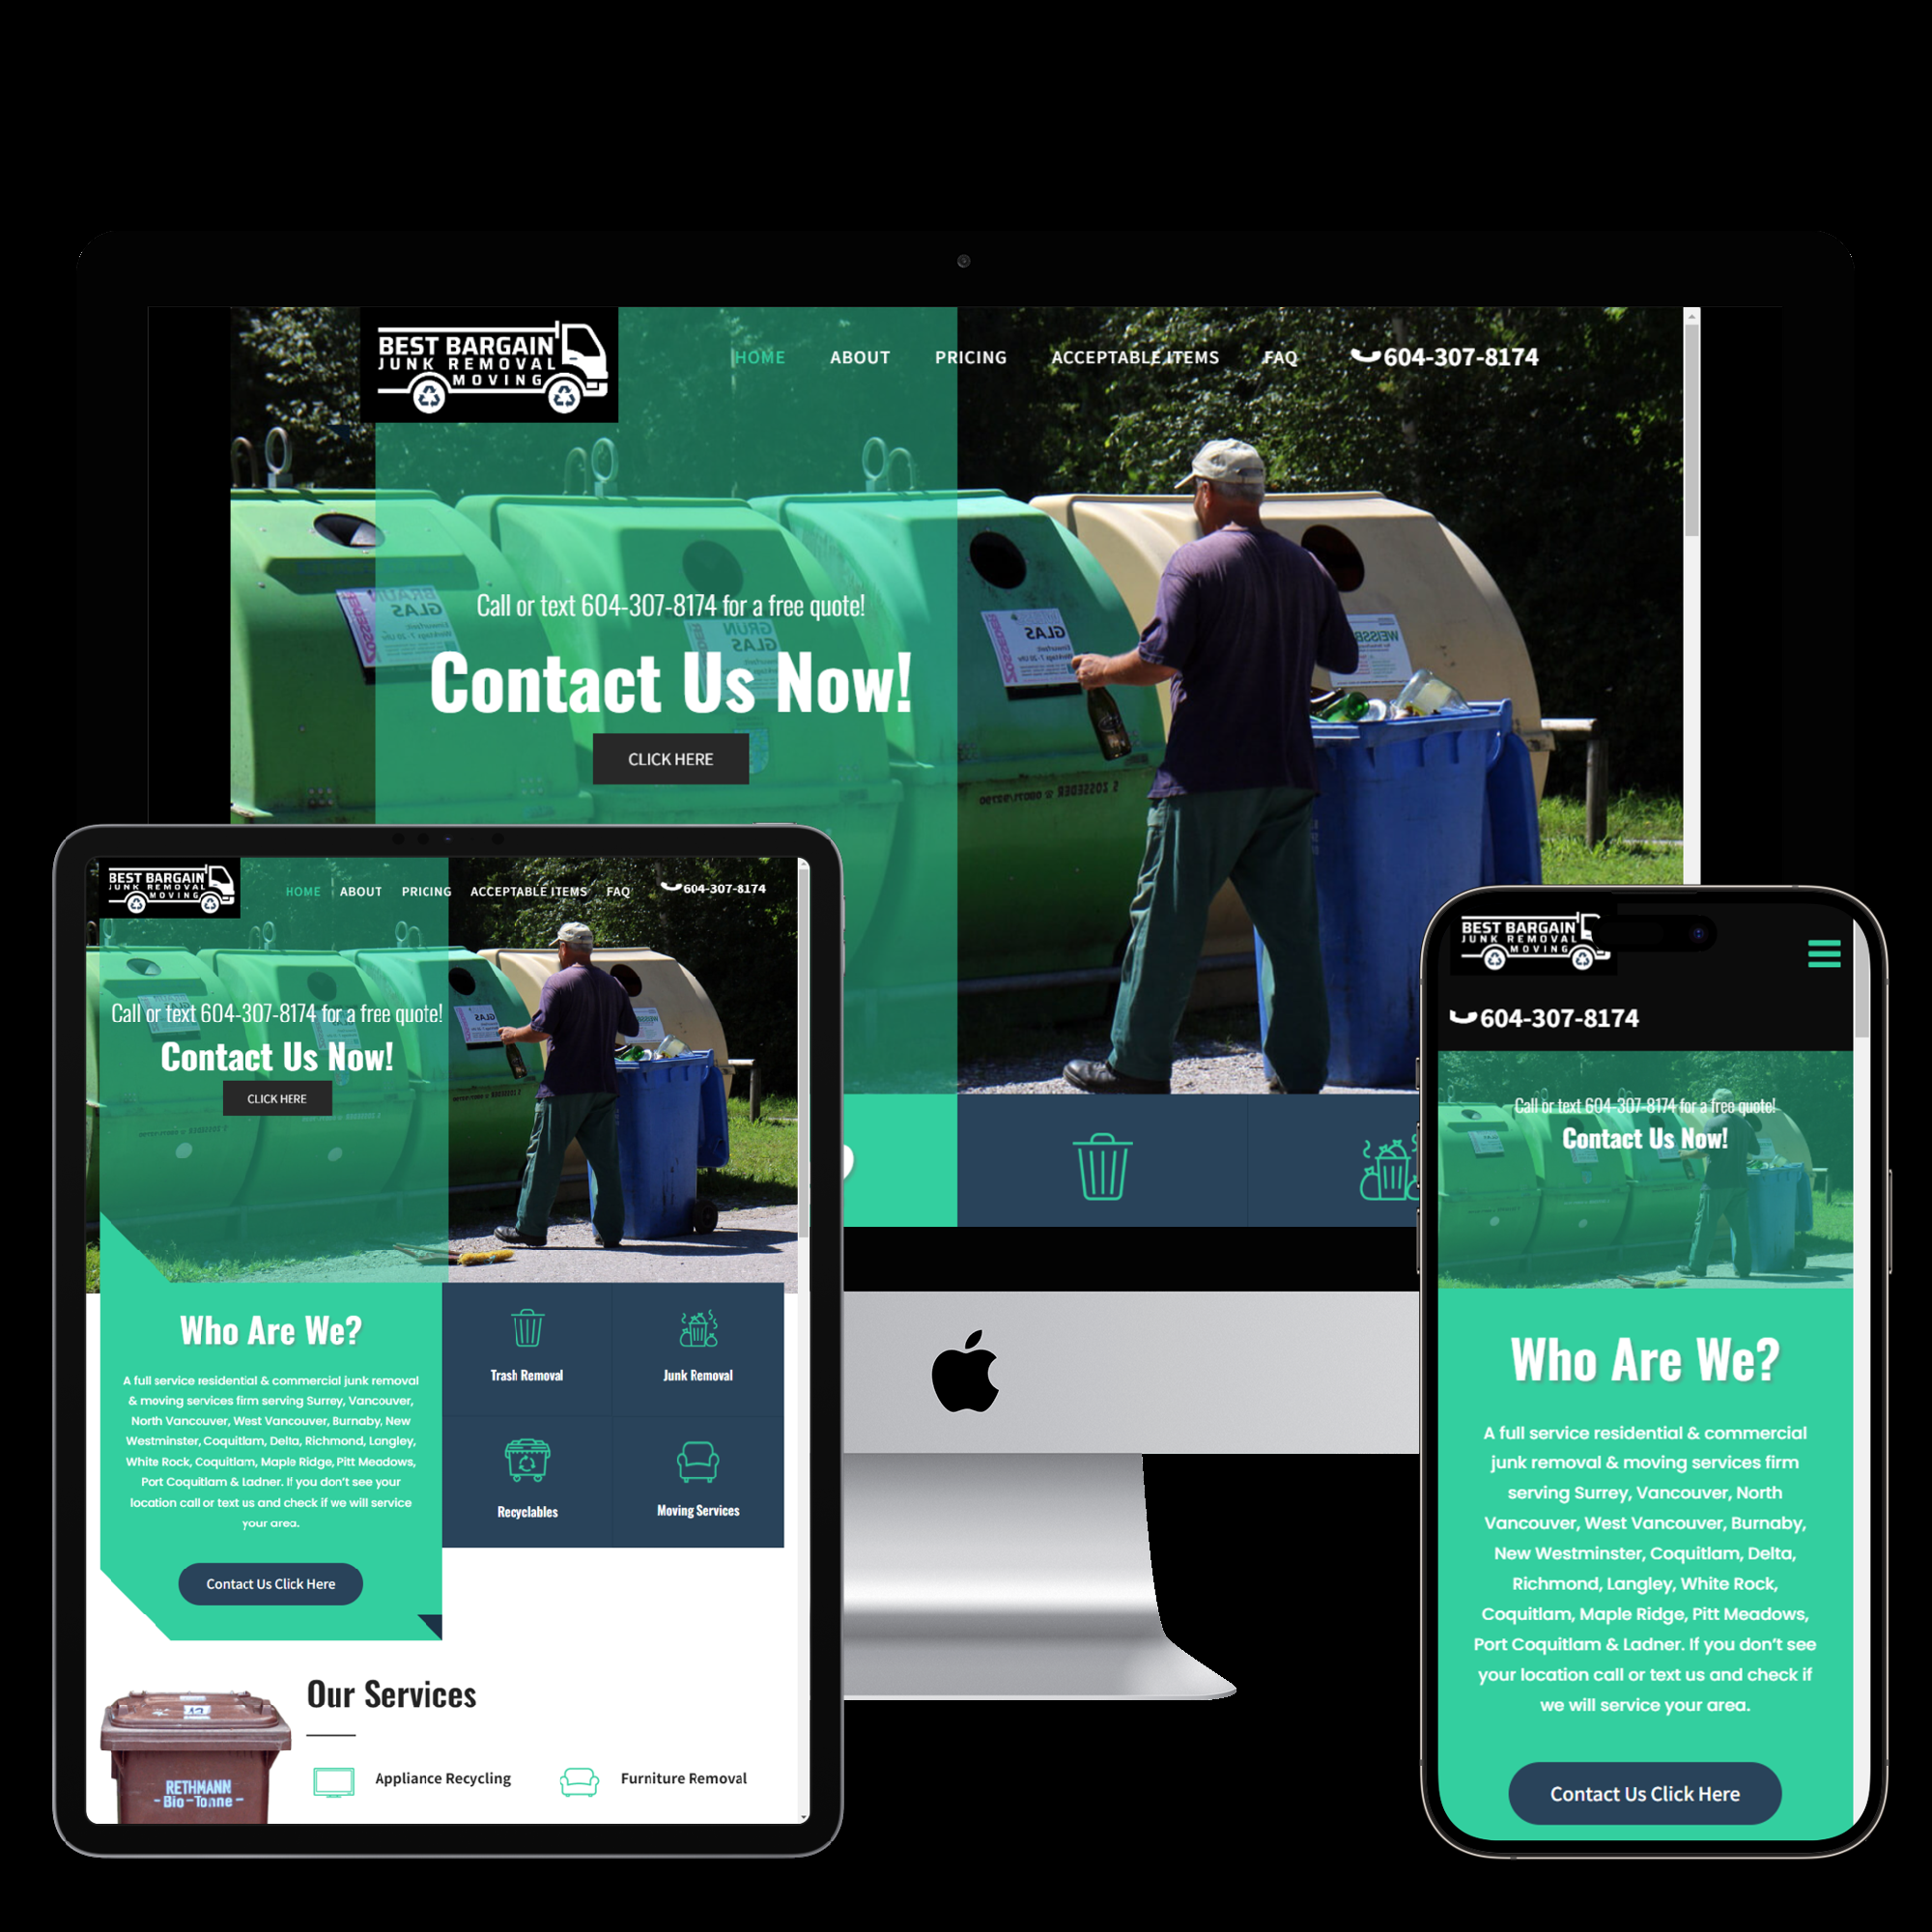 BEST BARGAIN
JUNK REMOVAL
MOVING
HOME ABOUT PRICING ACCEPTABLE ITEMS FAQ 604-307-8174
Call or text 604-307-8174 for a free quote!
Contact Us Now!
CLICK HERE
BRAUN
GLAS
GRÜN
GLAS
GLAS
BEST BARGAIN
JUNK REMOVAL
MOVING
HOME ABOUT PRICING ACCEPTABLE ITEMS FAQ 604-307-8174
Call or text 604-307-8174 for a free quote!
Contact Us Now!
CLICK HERE
Who Are We?
A full service residential & commercial junk removal
& moving services firm serving Surrey, Vancouver,
North Vancouver, West Vancouver, Burnaby, New
Westminster, Coquitlam, Delta, Richmond, Langley,
White Rock, Coquitlam, Maple Ridge, Pitt Meadows,
Port Coquitlam & Ladner. If you don't see your
location call or text us and check if we will service
your area.
Contact Us Click Here
Trash Removal
Junk Removal
Recyclables
Moving Services
Our Services
Appliance Recycling
Furniture Removal
RETHMANN
- Bio-Tonne -
BEST BARGAIN
JUNK REMOVAL
MOVING
604-307-8174
Call or text 604-307-8174 for a free quote!
Contact Us Now!
Who Are We?
A full service residential & commercial
junk removal & moving services firm
serving Surrey, Vancouver, North
Vancouver, West Vancouver, Burnaby,
New Westminster, Coquitlam, Delta,
Richmond, Langley, White Rock,
Coquitlam, Maple Ridge, Pitt Meadows,
Port Coquitlam & Ladner. If you don't see
your location call or text us and check if
we will service your area.
Contact Us Click Here